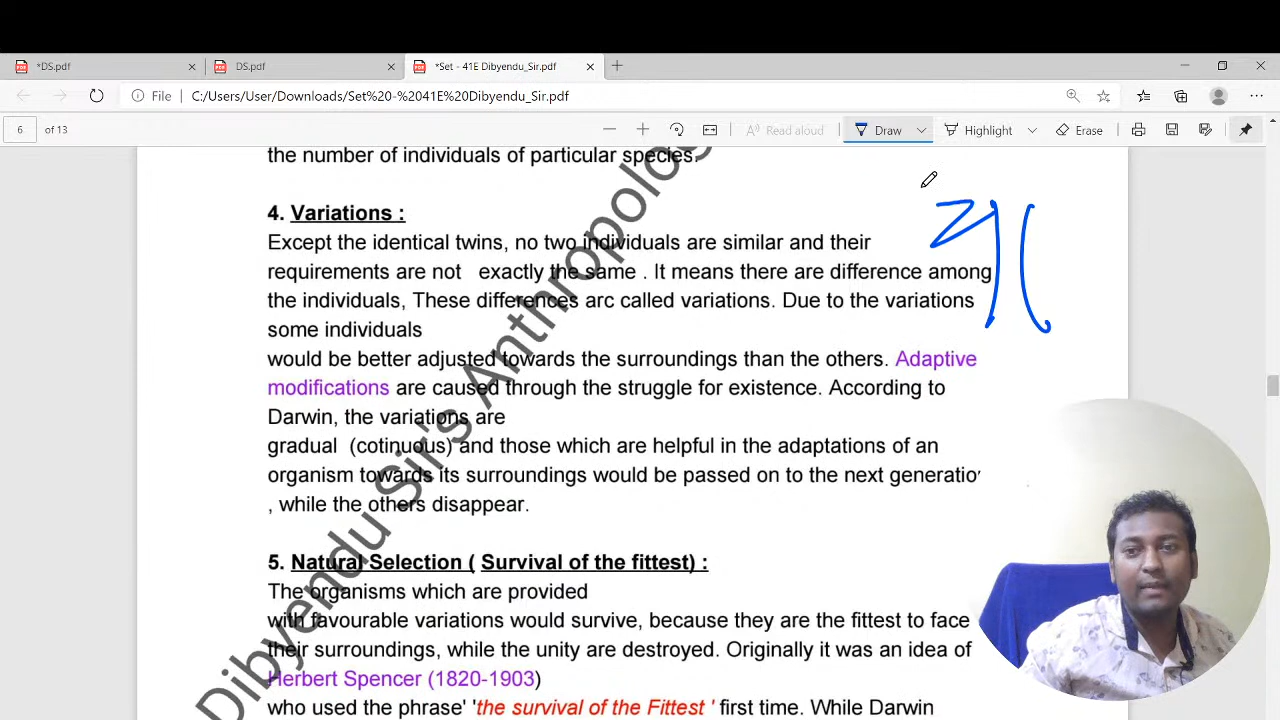 *DS.pdf
DS.pdf
*Set - 41E Dibyendu_Sir.pdf
File
C:/Users/User/Downloads/Set%20-%2041E%20Dibyendu_Sir.pdf
6 of 13
Read aloud
Draw
Highlight
Erase
the number of individuals of particular species.
4. Variations :
Except the identical twins, no two individuals are similar and their
requirements are not exactly the same . It means there are difference among
the individuals, These differences arc called variations. Due to the variations
some individuals
would be better adjusted towards the surroundings than the others. Adaptive
modifications are caused through the struggle for existence. According to
Darwin, the variations are
gradual (cotinuous) and those which are helpful in the adaptations of an
organism towards its surroundings would be passed on to the next generatio
, while the others disappear.
5. Natural Selection ( Survival of the fittest) :
The organisms which are provided
with favourable variations would survive, because they are the fittest to face
their surroundings, while the unity are destroyed. Originally it was an idea of
Herbert Spencer (1820-1903)
who used the phrase' 'the survival of the Fittest ' first time. While Darwin
Dibyendu Sir's Anthropolog